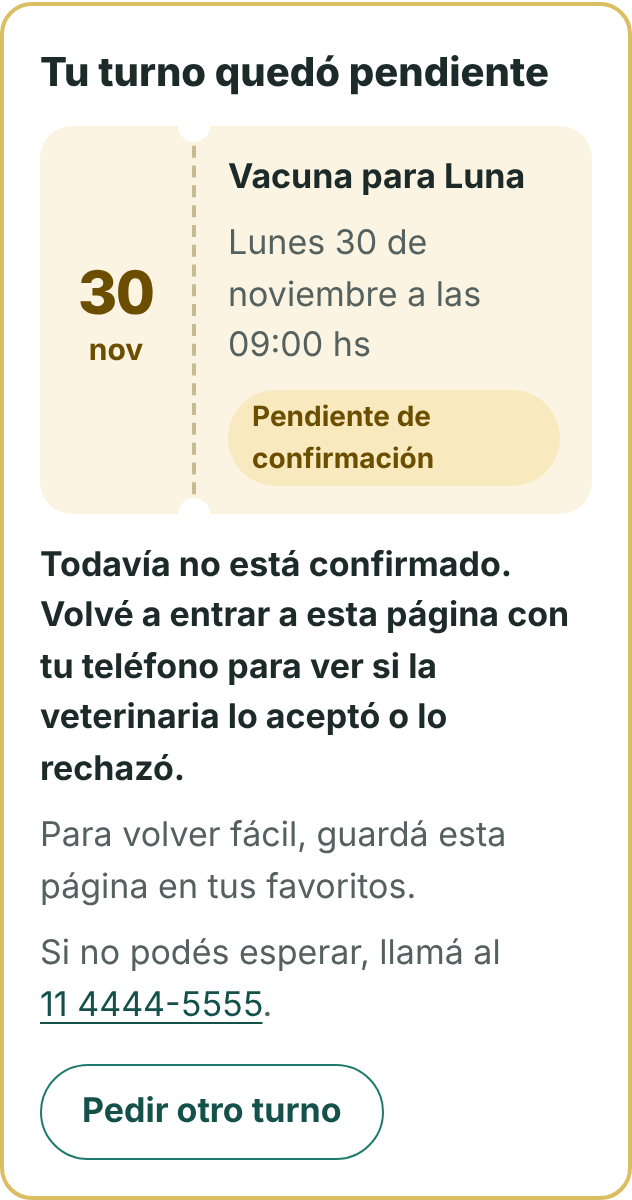 Tu turno quedó pendiente
30
nov
Vacuna para Luna
Lunes 30 de
noviembre a las
09:00 hs
Pendiente de
confirmación
Todavía no está confirmado.
Volvé a entrar a esta página con
tu teléfono para ver si la
veterinaria lo aceptó o lo
rechazó.
Para volver fácil, guardá esta
página en tus favoritos.
Si no podés esperar, llamá al
11 4444-5555.
Pedir otro turno